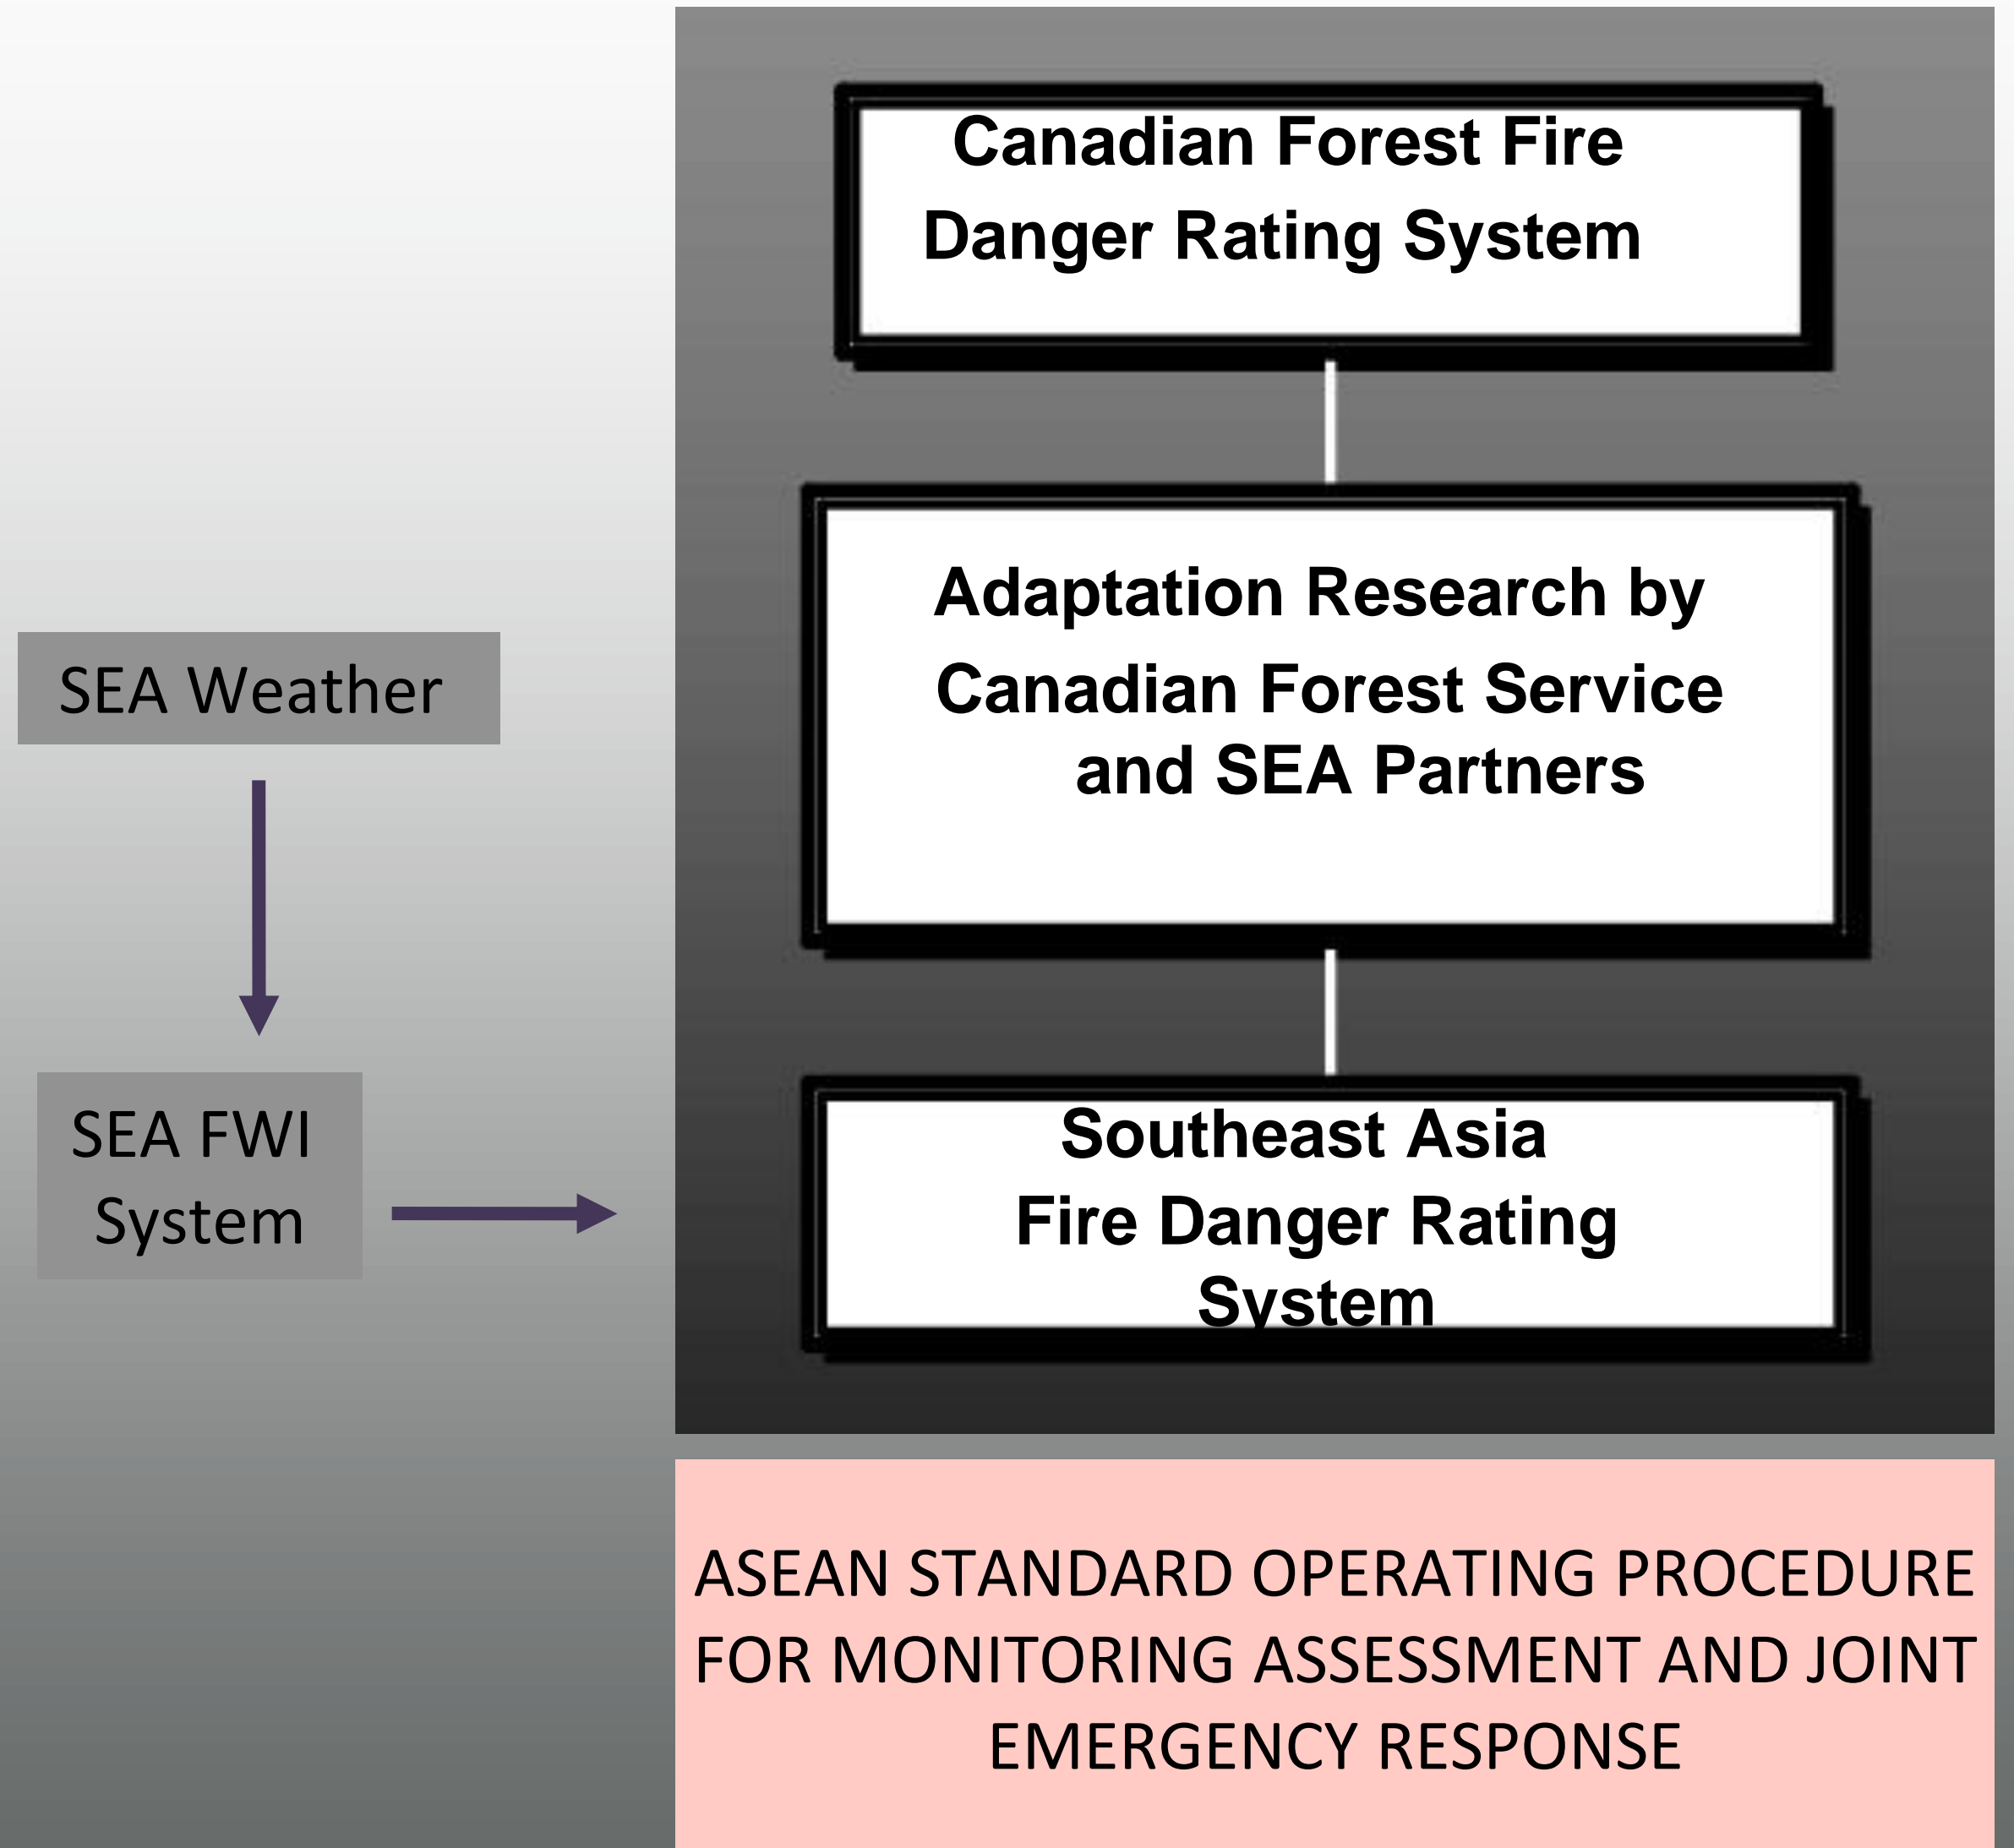 Canadian Forest Fire
Danger Rating System
Adaptation Research by
Canadian Forest Service
and SEA Partners
SEA Weather
SEA FWI
System
Southeast Asia
Fire Danger Rating
System
ASEAN STANDARD OPERATING PROCEDURE
FOR MONITORING ASSESSMENT AND JOINT
EMERGENCY RESPONSE